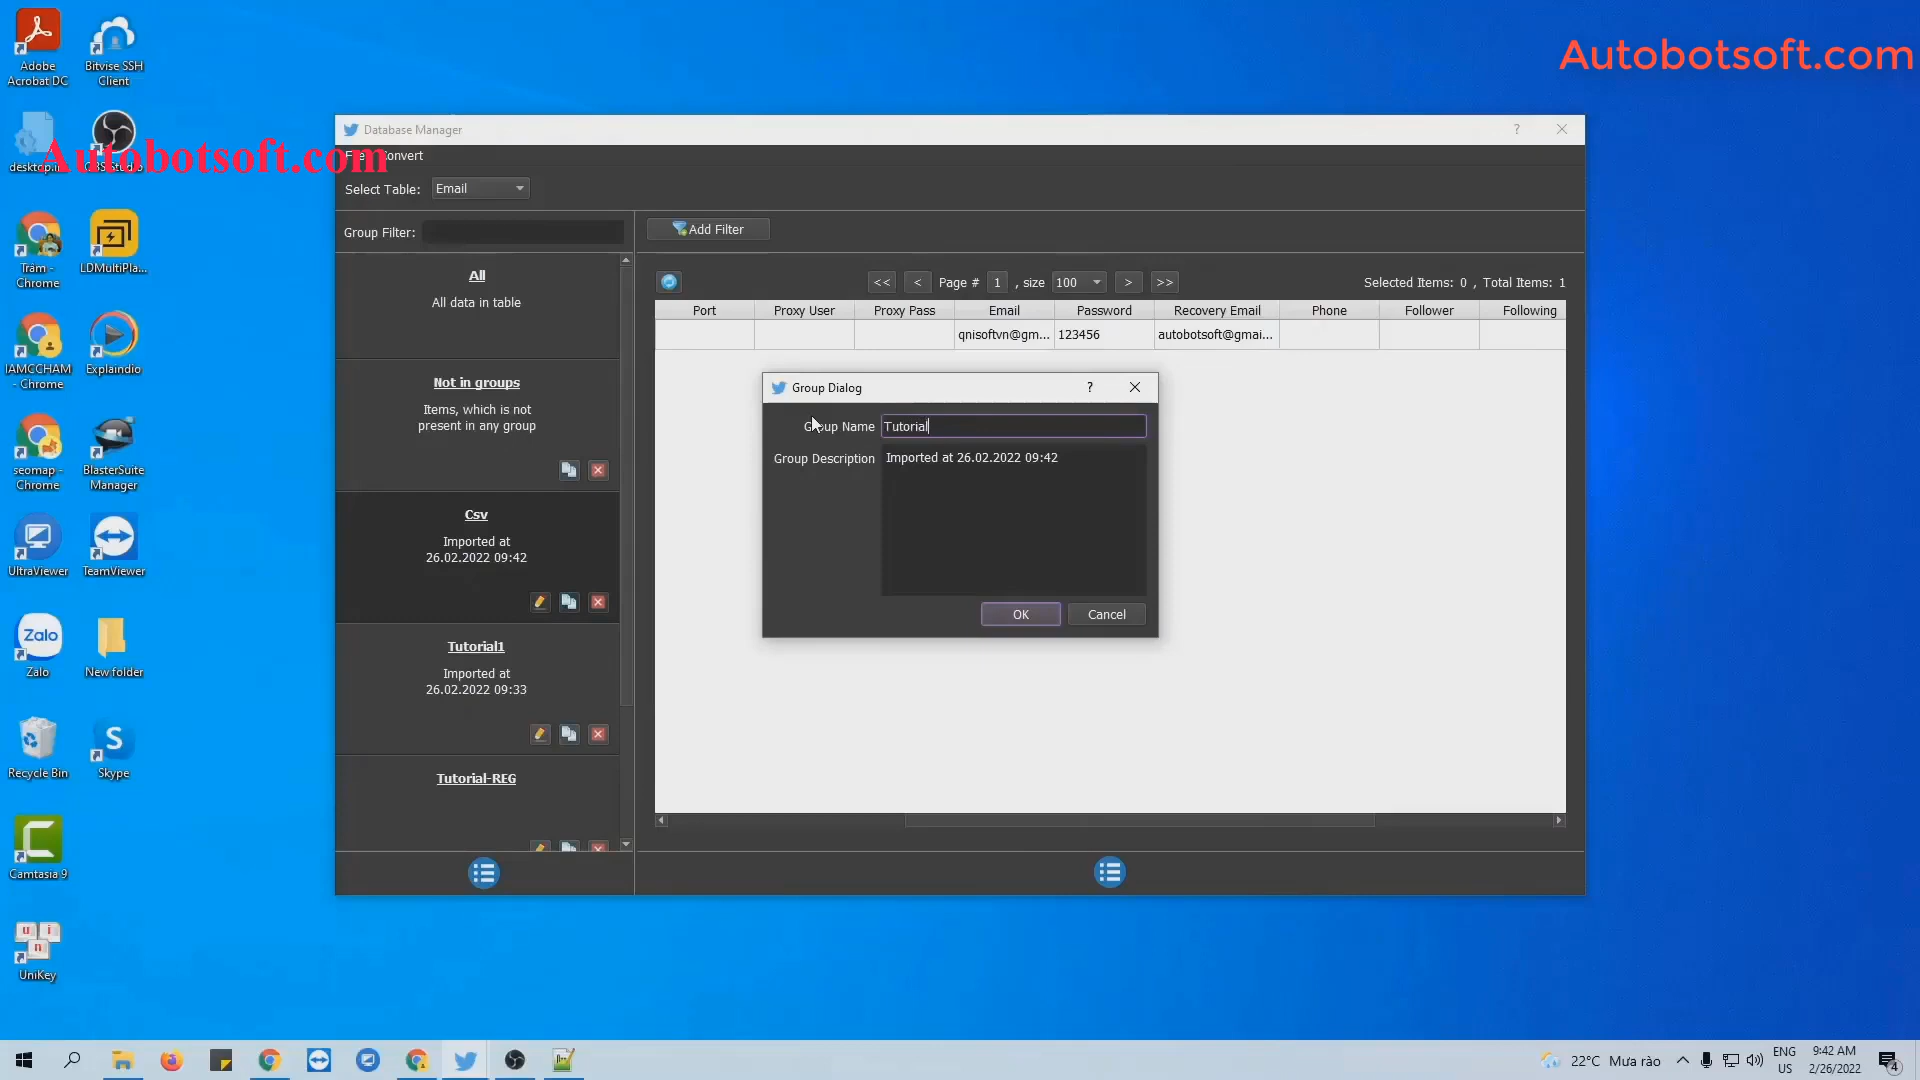 Adobe
Acrobat DC
Bitvise SSH
Client
Autobotsoft.com
Database Manager
?
Autobotsoft.com
Convert
Select Table:
Email
Group Filter:
Add Filter
Trâm -
Chrome
LDMultiPla...
All
All data in table
<<
<
Page #
1
, size
100
>
>>
Selected Items: 0 , Total Items: 1
Port
Proxy User
Proxy Pass
Email
Password
Recovery Email
Phone
Follower
Following
qnisoftvn@gm...
123456
autobotsoft@gmai...
IAMCCHAM
- Chrome
Explaindio
Not in groups
Items, which is not
present in any group
Group Dialog
?
Group Name
Tutorial
Group Description
Imported at 26.02.2022 09:42
OK
Cancel
seomap -
Chrome
BlasterSuite
Manager
Csv
Imported at
26.02.2022 09:42
UltraViewer
TeamViewer
Zalo
Zalo
New folder
Tutorial1
Imported at
26.02.2022 09:33
Recycle Bin
S
Skype
Tutorial-REG
Camtasia 9
u
i
n
UniKey
22°C Mưa rào
ENG
US
9:42 AM
2/26/2022
4